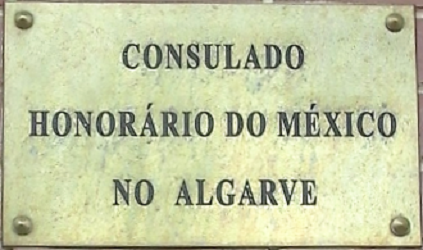 CONSULADO
HONORÁRIO DO MÉXICO
NO ALGARVE